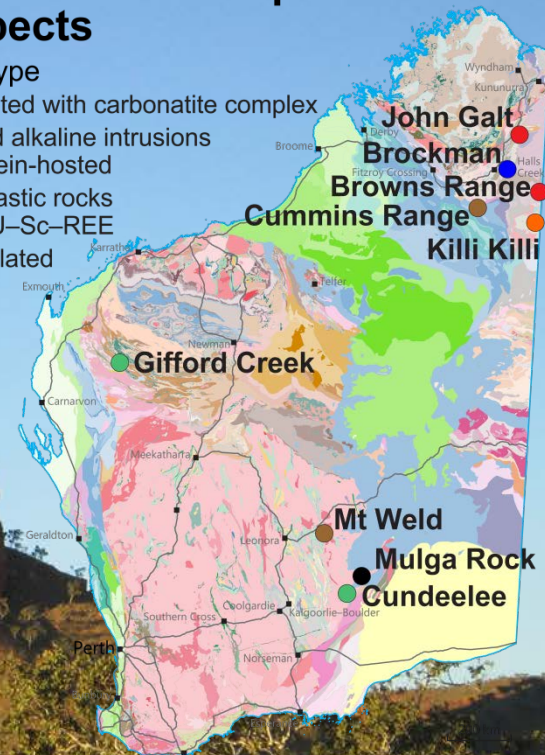 pects
ype
ted with carbonatite complex
d alkaline intrusions
ein-hosted
astic rocks
J–Sc–REE
lated
Wyndham
Kununurra
John Galt
Derby
Broome
Brockman
Halls
Creek
Fitzroy Crossing
Browns Range
Cummins Range
Killi Killi
Karratha
Telfer
Exmouth
Newman
Gifford Creek
Carnarvon
Meekatharra
Mt Weld
Geraldton
Leonora
Mulga Rock
Cundeelee
Coolgardie
Kalgoorlie–Boulder
Southern Cross
Perth
Norseman